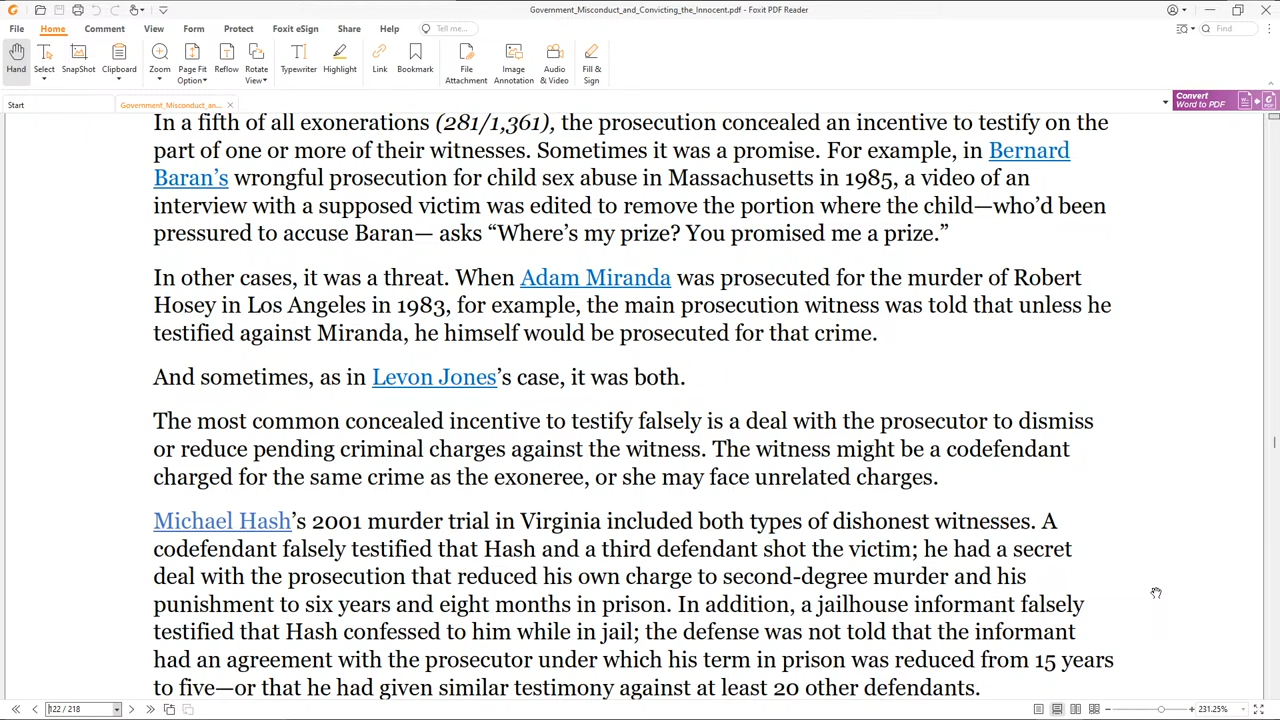 Government_Misconduct_and_Convicting_the_Innocent.pdf - Foxit PDF Reader
File Home Comment View Form Protect Foxit eSign Share Help Tell me... Find
Hand Select SnapShot Clipboard Zoom Page Fit Option Reflow Rotate View Typewriter Highlight Link Bookmark File Attachment Image Annotation Audio & Video Fill & Sign
Start Government_Misconduct_an... Convert Word to PDF
In a fifth of all exonerations (281/1,361), the prosecution concealed an incentive to testify on the
part of one or more of their witnesses. Sometimes it was a promise. For example, in Bernard
Baran’s wrongful prosecution for child sex abuse in Massachusetts in 1985, a video of an
interview with a supposed victim was edited to remove the portion where the child—who’d been
pressured to accuse Baran— asks “Where’s my prize? You promised me a prize.”
In other cases, it was a threat. When Adam Miranda was prosecuted for the murder of Robert
Hosey in Los Angeles in 1983, for example, the main prosecution witness was told that unless he
testified against Miranda, he himself would be prosecuted for that crime.
And sometimes, as in Levon Jones’s case, it was both.
The most common concealed incentive to testify falsely is a deal with the prosecutor to dismiss
or reduce pending criminal charges against the witness. The witness might be a codefendant
charged for the same crime as the exoneree, or she may face unrelated charges.
Michael Hash’s 2001 murder trial in Virginia included both types of dishonest witnesses. A
codefendant falsely testified that Hash and a third defendant shot the victim; he had a secret
deal with the prosecution that reduced his own charge to second-degree murder and his
punishment to six years and eight months in prison. In addition, a jailhouse informant falsely
testified that Hash confessed to him while in jail; the defense was not told that the informant
had an agreement with the prosecutor under which his term in prison was reduced from 15 years
to five—or that he had given similar testimony against at least 20 other defendants.
122 / 218 231.25%